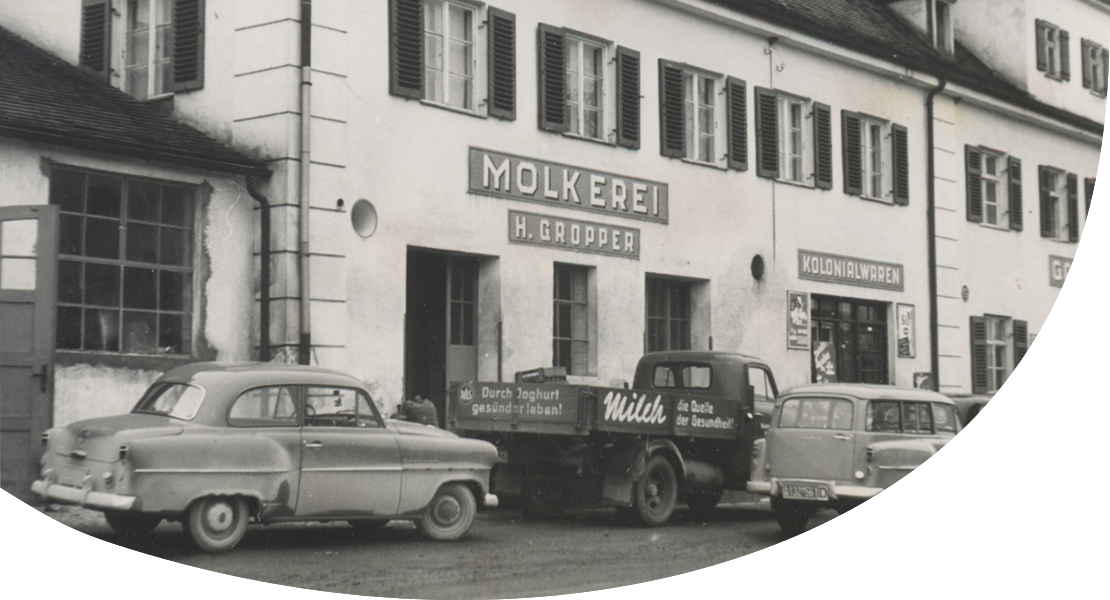 MOLKEREI
H. GROPPER
KOLONIALWAREN
Durch Joghurt
gesünder leben!
Milch
die Quelle
der Gesundheit!